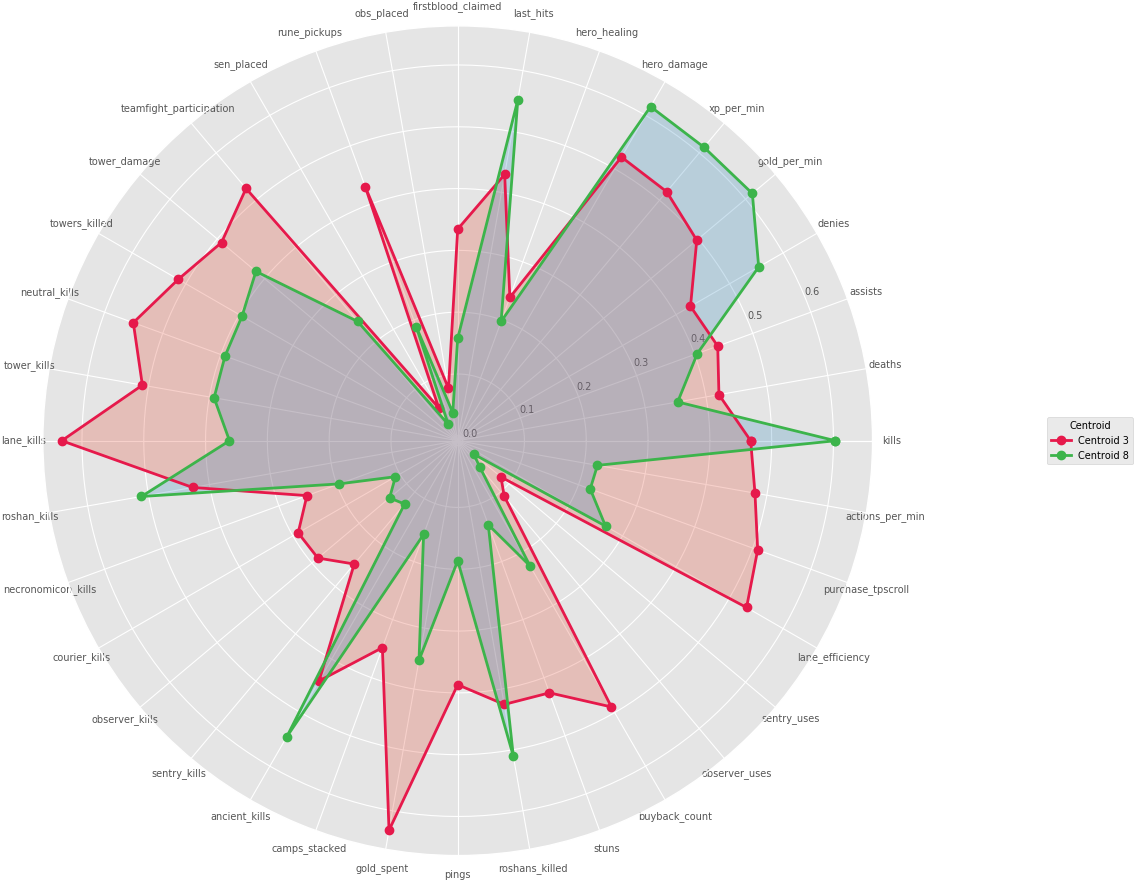 firstblood_claimed
obs_placed
last_hits
rune_pickups
hero_healing
sen_placed
hero_damage
teamfight_participation
xp_per_min
tower_damage
gold_per_min
towers_killed
denies
neutral_kills
assists
0.6
0.5
0.4
tower_kills
deaths
0.3
0.2
0.1
0.0
lane_kills
kills
Centroid
Centroid 3
Centroid 8
roshan_kills
actions_per_min
necronomicon_kills
purchase_tpscroll
courier_kills
lane_efficiency
observer_kills
sentry_uses
sentry_kills
observer_uses
ancient_kills
buyback_count
camps_stacked
stuns
gold_spent
roshans_killed
pings